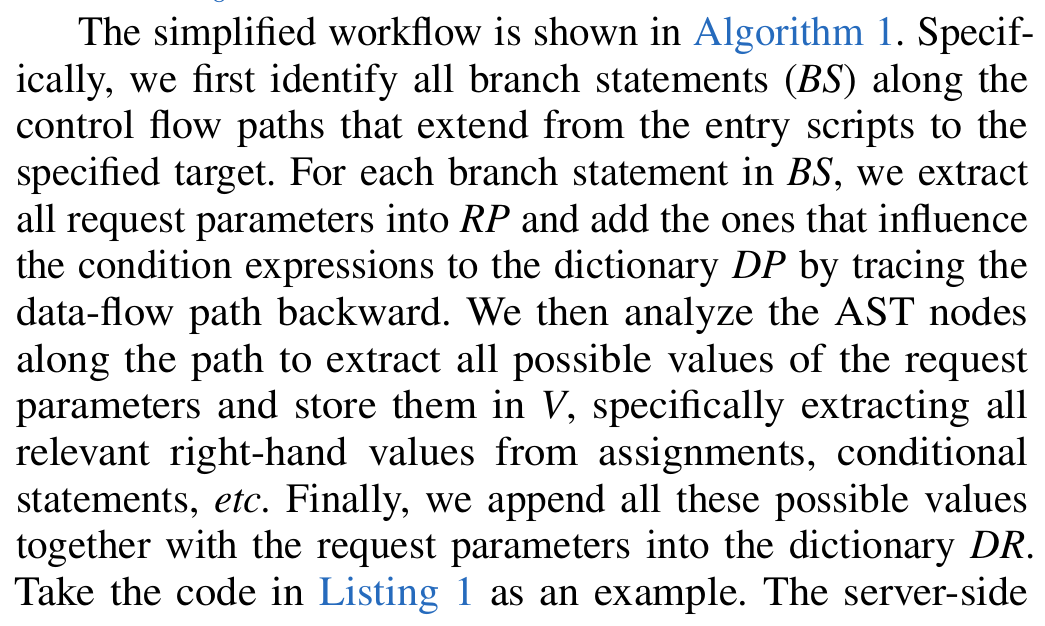 The simplified workflow is shown in Algorithm 1. Specif-
ically, we first identify all branch statements (BS) along the
control flow paths that extend from the entry scripts to the
specified target. For each branch statement in BS, we extract
all request parameters into RP and add the ones that influence
the condition expressions to the dictionary DP by tracing the
data-flow path backward. We then analyze the AST nodes
along the path to extract all possible values of the request
parameters and store them in V, specifically extracting all
relevant right-hand values from assignments, conditional
statements, etc. Finally, we append all these possible values
together with the request parameters into the dictionary DR.
Take the code in Listing 1 as an example. The server-side